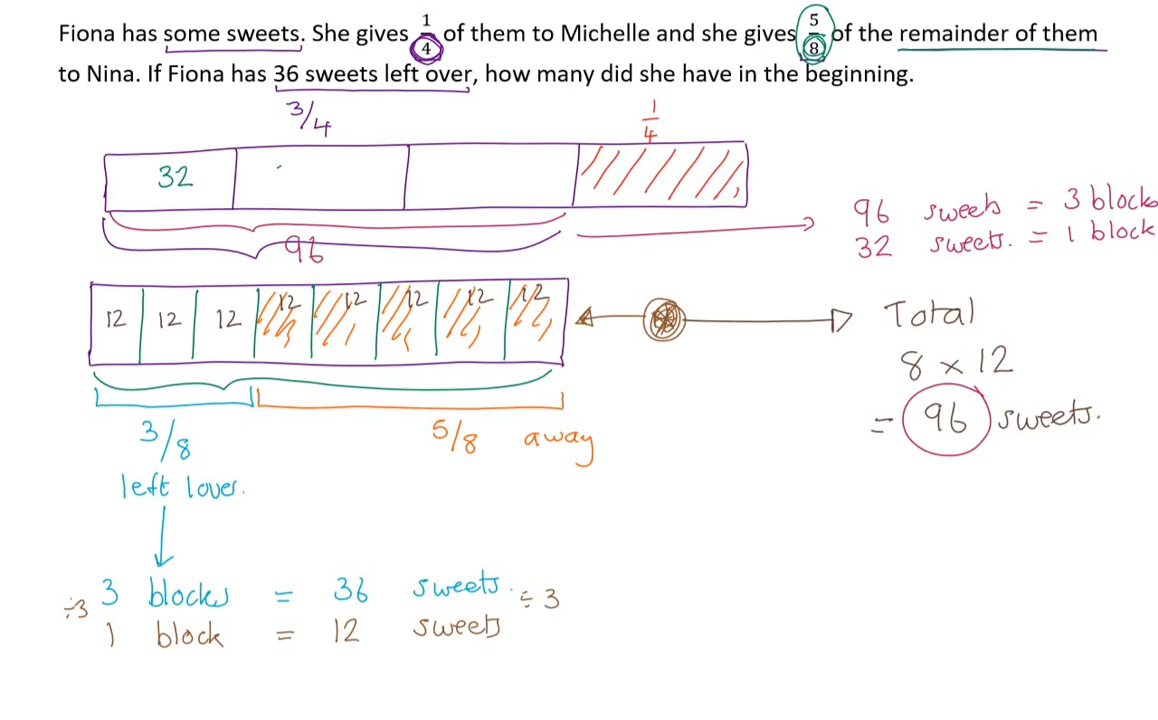 Fiona has some sweets. She gives 1/4 of them to Michelle and she gives 5/8 of the remainder of them
to Nina. If Fiona has 36 sweets left over, how many did she have in the beginning.
3/4
1/4
32
96
96 sweets = 3 blocks
32 sweets. = 1 block
12 12 12 12 12 12 12 12
Total
8 × 12
= 96 sweets.
3/8
5/8 away
left lover.
÷3 3 blocks = 36 sweets. ÷3
1 block = 12 sweets